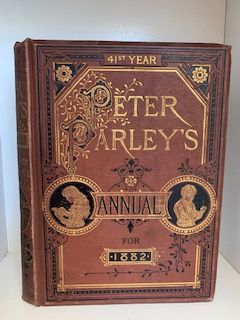 41ST YEAR
PETER
PARLEY'S
ANNUAL
FOR
1882